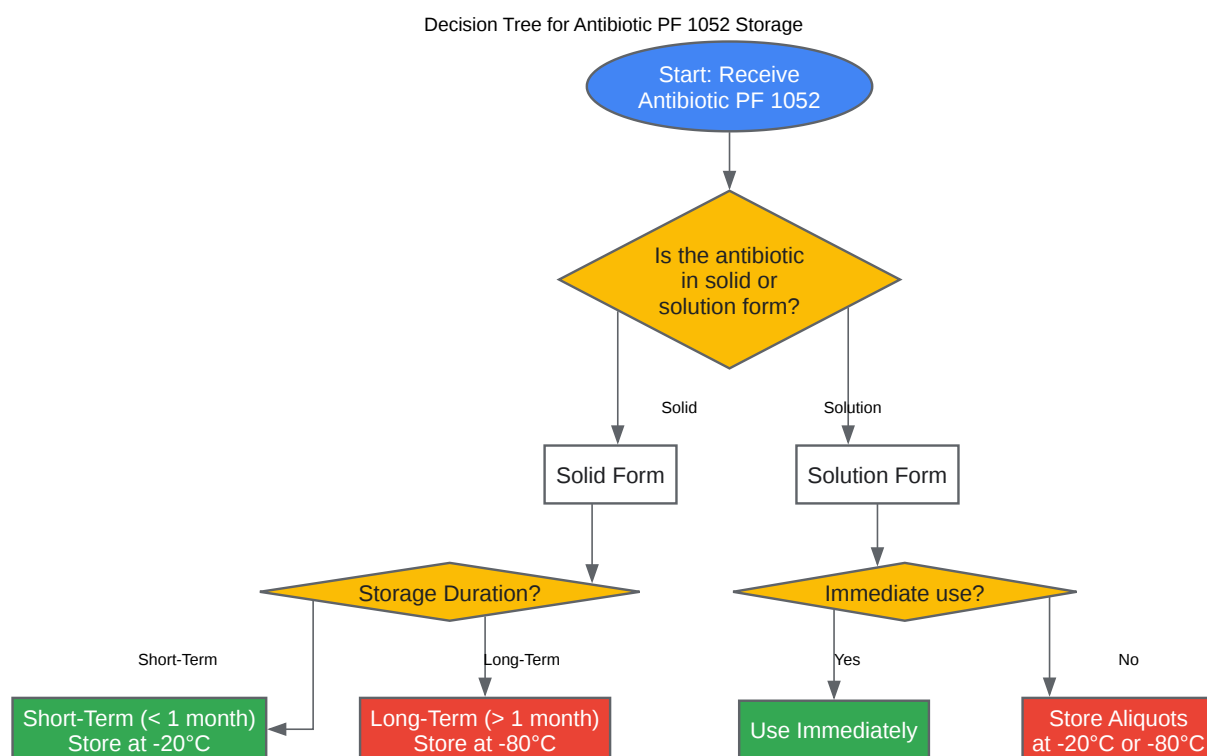 Decision Tree for Antibiotic PF 1052 Storage
Start: Receive
Antibiotic PF 1052
Is the antibiotic
in solid or
solution form?
Solid
Solution
Solid Form
Solution Form
Storage Duration?
Immediate use?
Short-Term
Long-Term
Yes
No
Short-Term (< 1 month)
Store at -20°C
Long-Term (> 1 month)
Store at -80°C
Use Immediately
Store Aliquots
at -20°C or -80°C